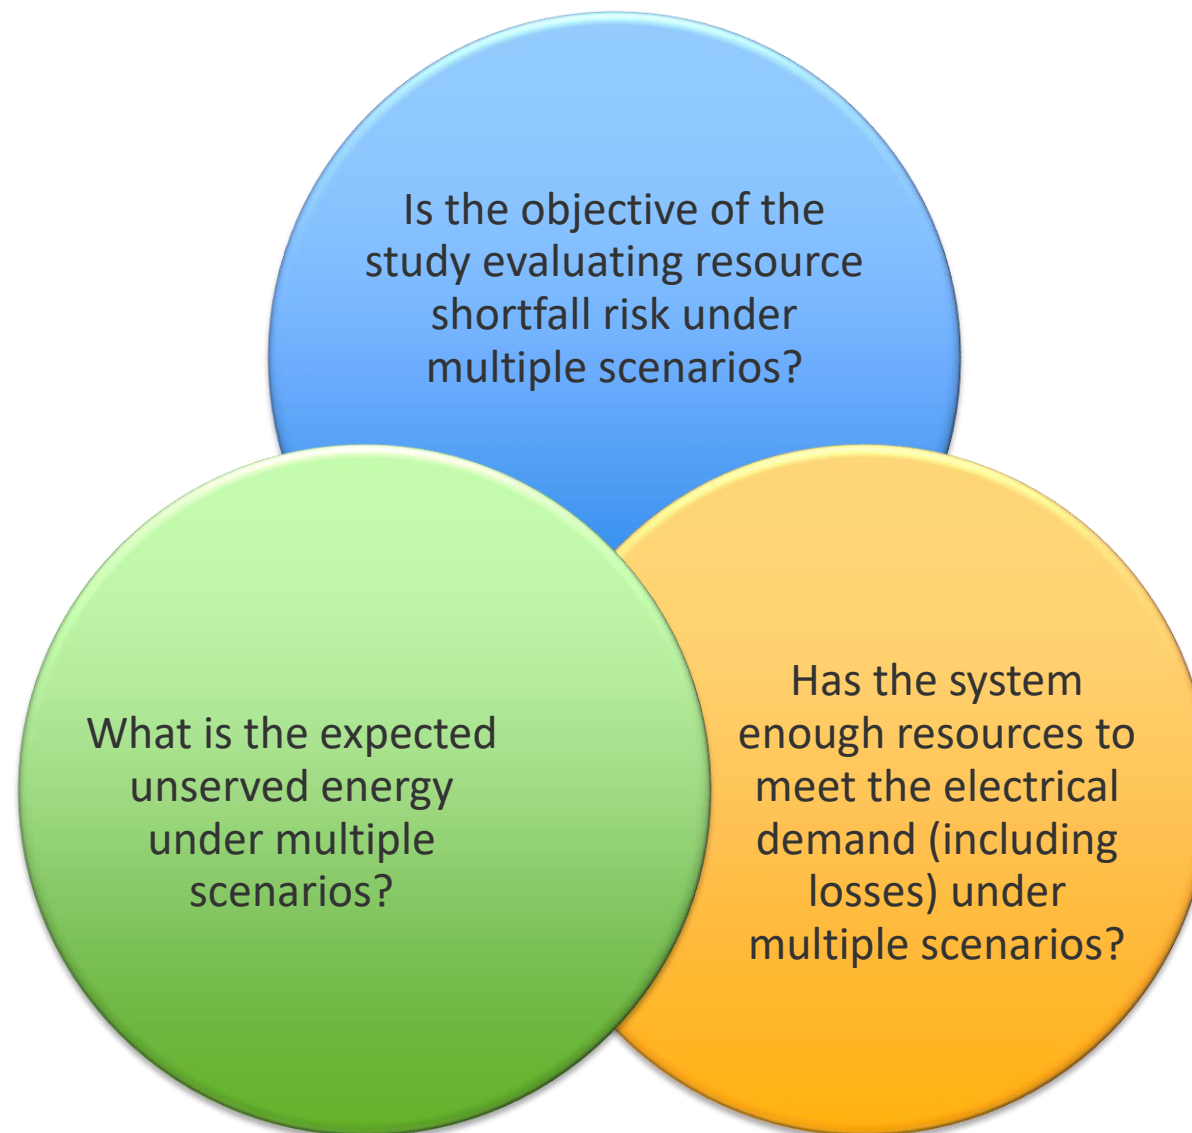 Is the objective of the
study evaluating resource
shortfall risk under
multiple scenarios?
What is the expected
unserved energy
under multiple
scenarios?
Has the system
enough resources to
meet the electrical
demand (including
losses) under
multiple scenarios?